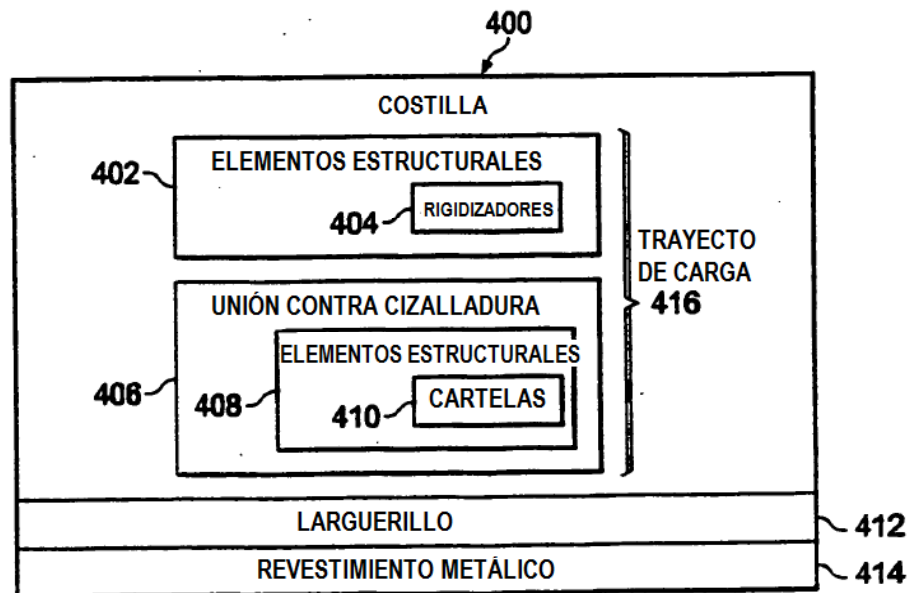 400
COSTILLA
402
ELEMENTOS ESTRUCTURALES
404
RIGIDIZADORES
TRAYECTO
DE CARGA
416
UNIÓN CONTRA CIZALLADURA
406
ELEMENTOS ESTRUCTURALES
408
410
CARTELAS
LARGUERILLO
412
REVESTIMIENTO METÁLICO
414